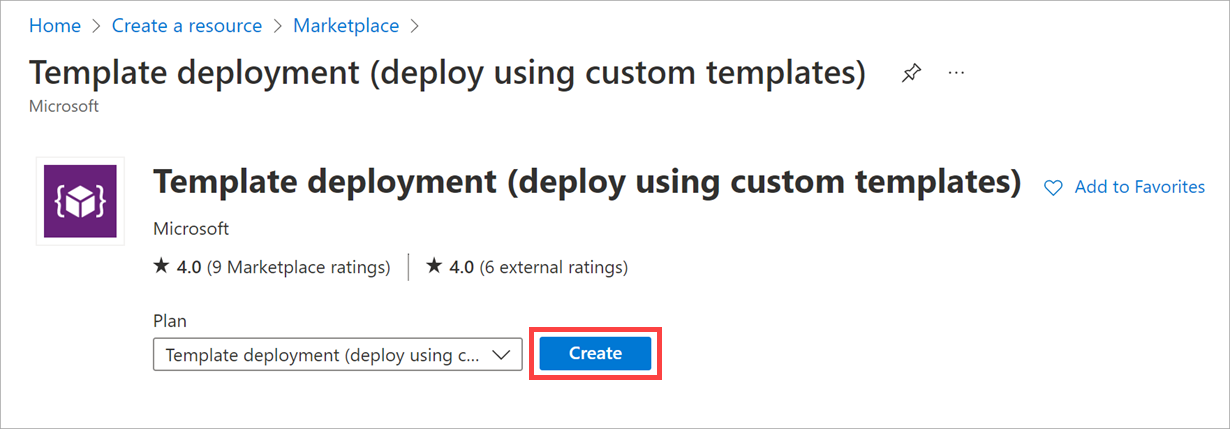 Home > Create a resource > Marketplace >
Template deployment (deploy using custom templates) ...
Microsoft
Template deployment (deploy using custom templates) Add to Favorites
Microsoft
★ 4.0 (9 Marketplace ratings) | ★ 4.0 (6 external ratings)
Plan
Template deployment (deploy using c... Create